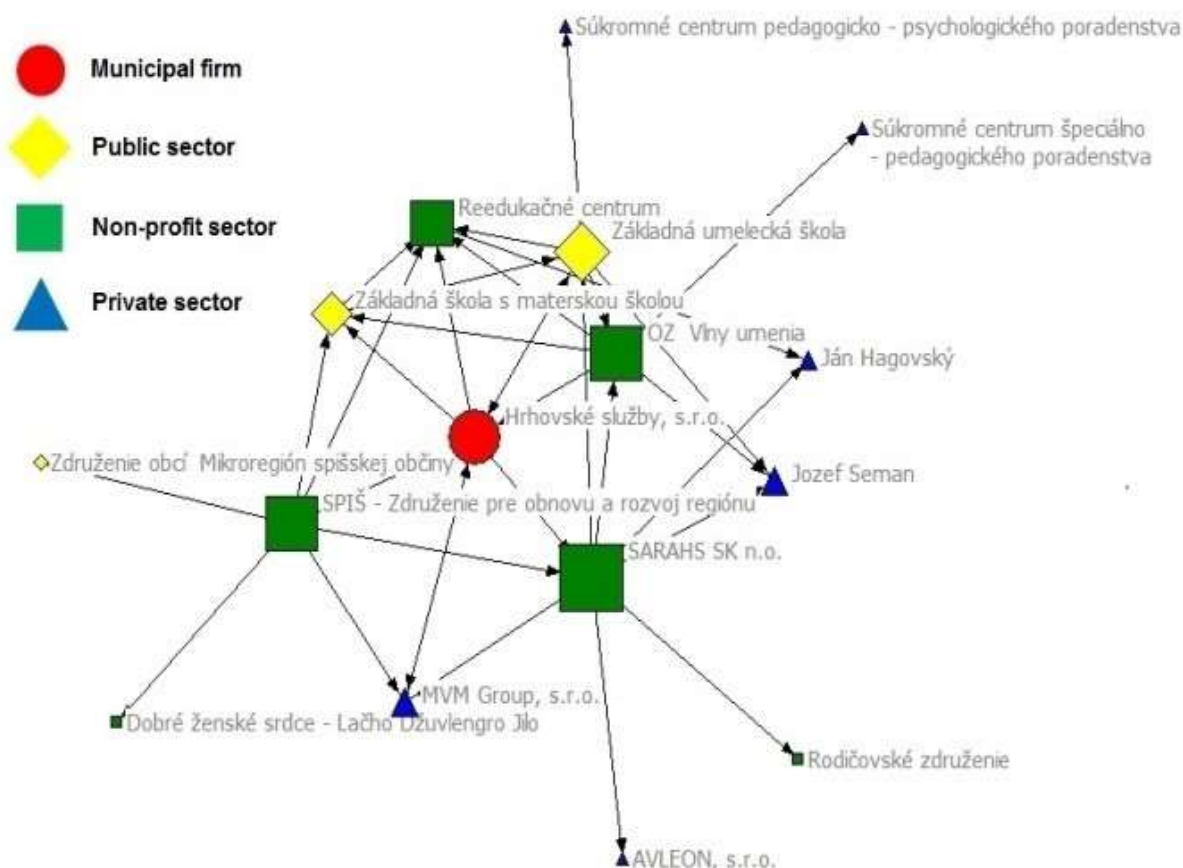 Municipal firm
Public sector
Non-profit sector
Private sector
Súkromné centrum pedagogicko - psychologického poradenstva
Súkromné centrum špeciálno
- pedagogického poradenstva
Reedukačné centrum
Základná umelecká škola
Základná škola s materskou školou
OZ Vlny umenia
Ján Hagovský
Hrhovské služby, s.r.o.
Združenie obcí Mikroregión spišskej občiny
Jozef Seman
SPIŠ - Združenie pre obnovu a rozvoj regiónu
SARAHS SK n.o.
MVM Group, s.r.o.
Dobré ženské srdce - Lačho Džuvlengro Jilo
Rodičovské združenie
AVLEON, s.r.o.